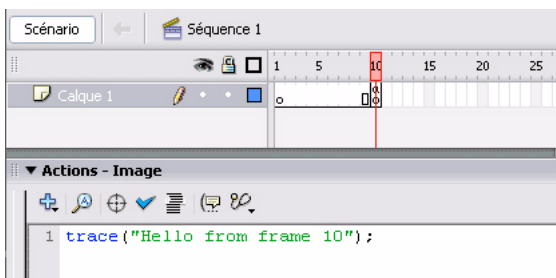 Scénario Séquence 1
1 5 10 15 20 25
Calque 1
a
Actions - Image
1 trace("Hello from frame 10");